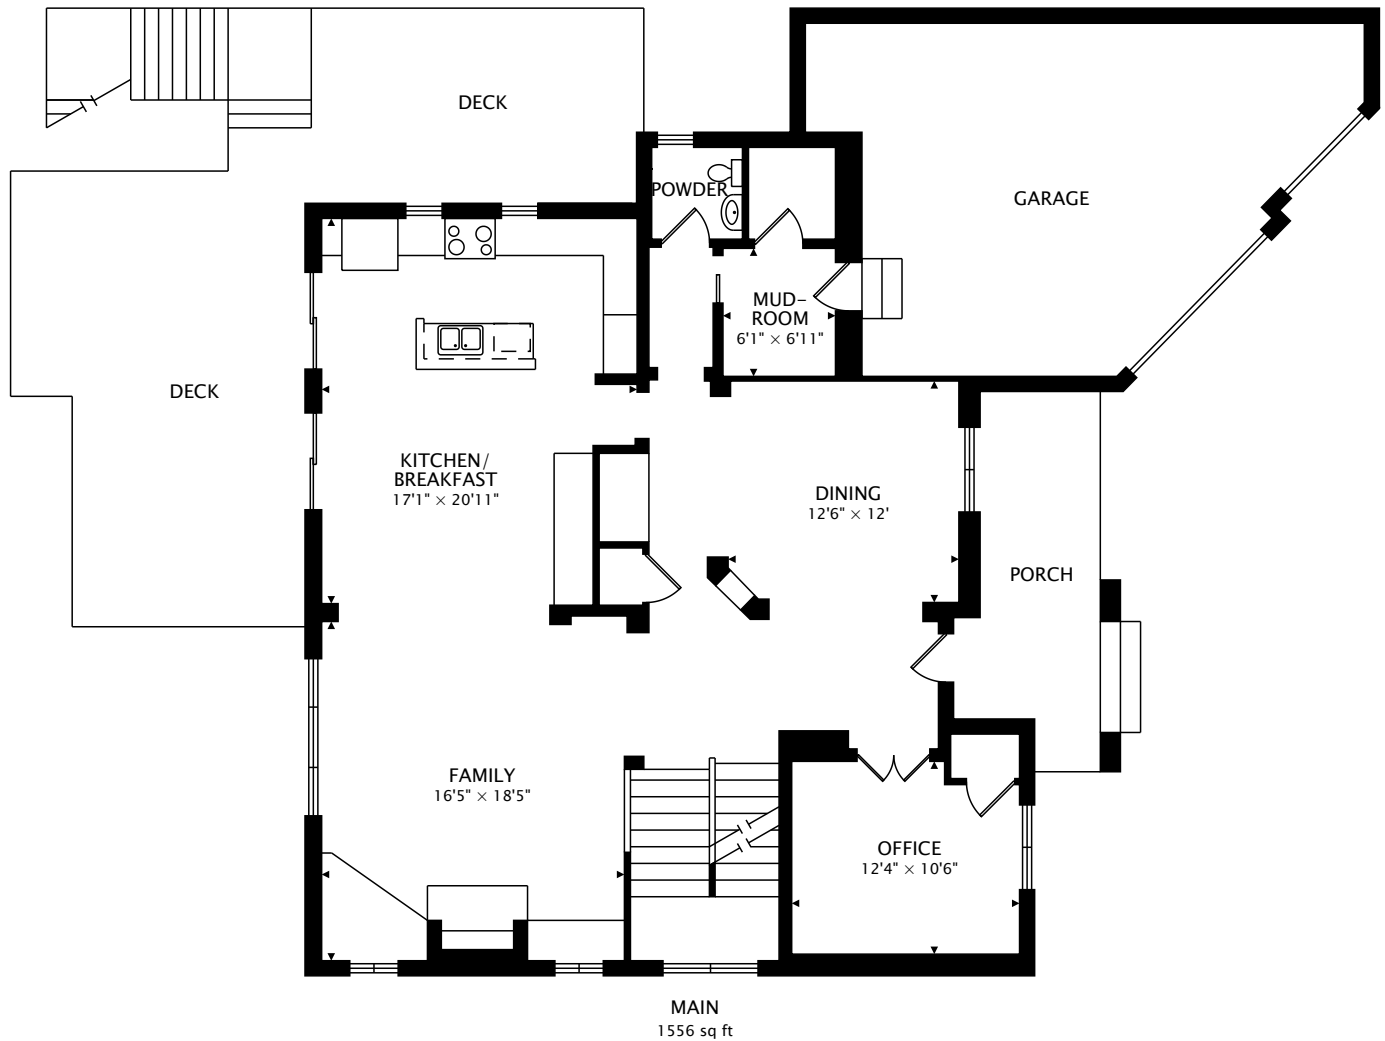 DECK
POWDER
GARAGE
MUD-
ROOM
6'1" × 6'11"
DECK
KITCHEN/
BREAKFAST
17'1" × 20'11"
DINING
12'6" × 12'
PORCH
FAMILY
16'5" × 18'5"
OFFICE
12'4" × 10'6"
MAIN
1556 sq ft